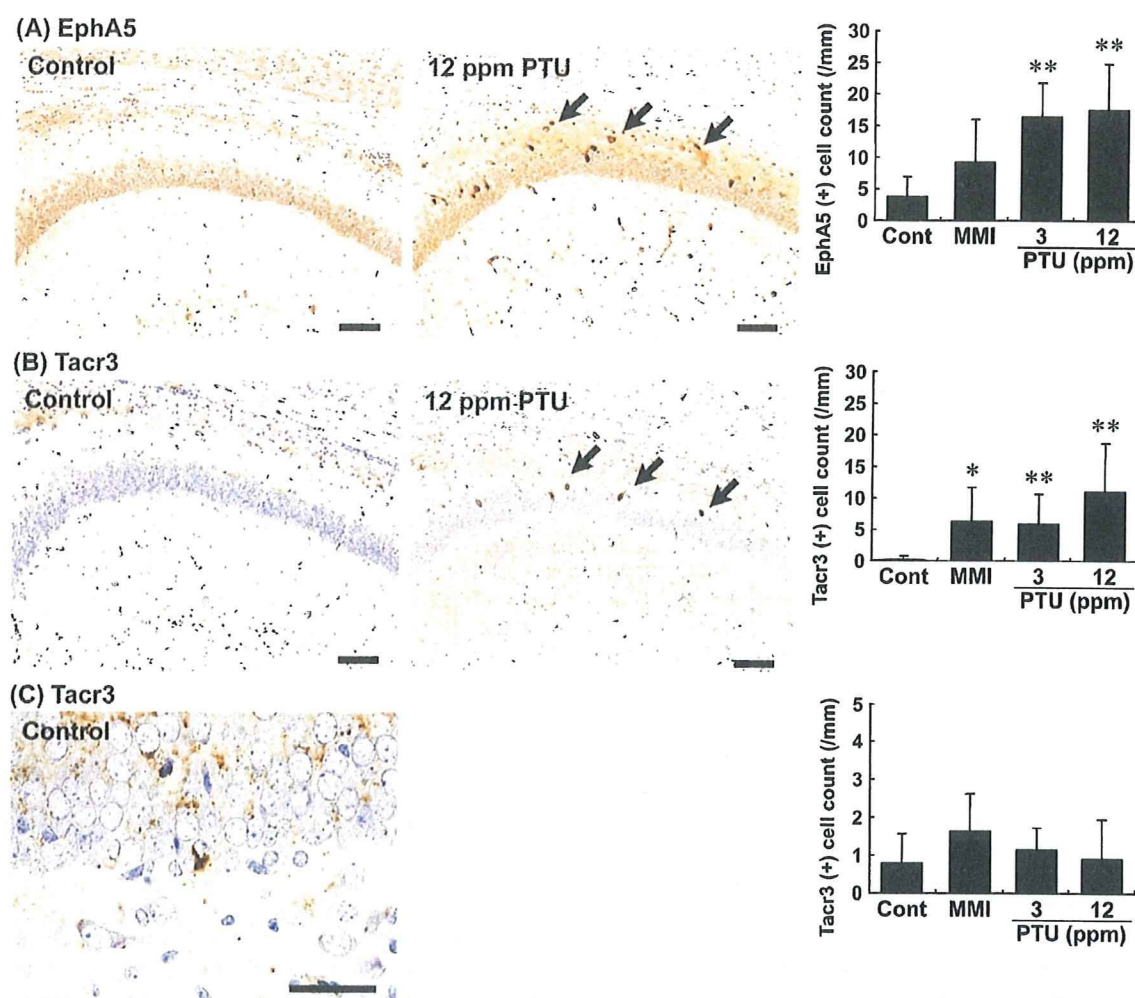 (A) EphA5
Control
12 ppm PTU
EphA5 (+) cell count (/mm)
30
25
20
15
10
5
0
**
**
Cont MMI 3 12
PTU (ppm)
(B) Tacr3
Control
12 ppm PTU
Tacr3 (+) cell count (/mm)
30
25
20
15
10
5
0
*
**
**
Cont MMI 3 12
PTU (ppm)
(C) Tacr3
Control
Tacr3 (+) cell count (/mm)
5
4
3
2
1
0
Cont MMI 3 12
PTU (ppm)